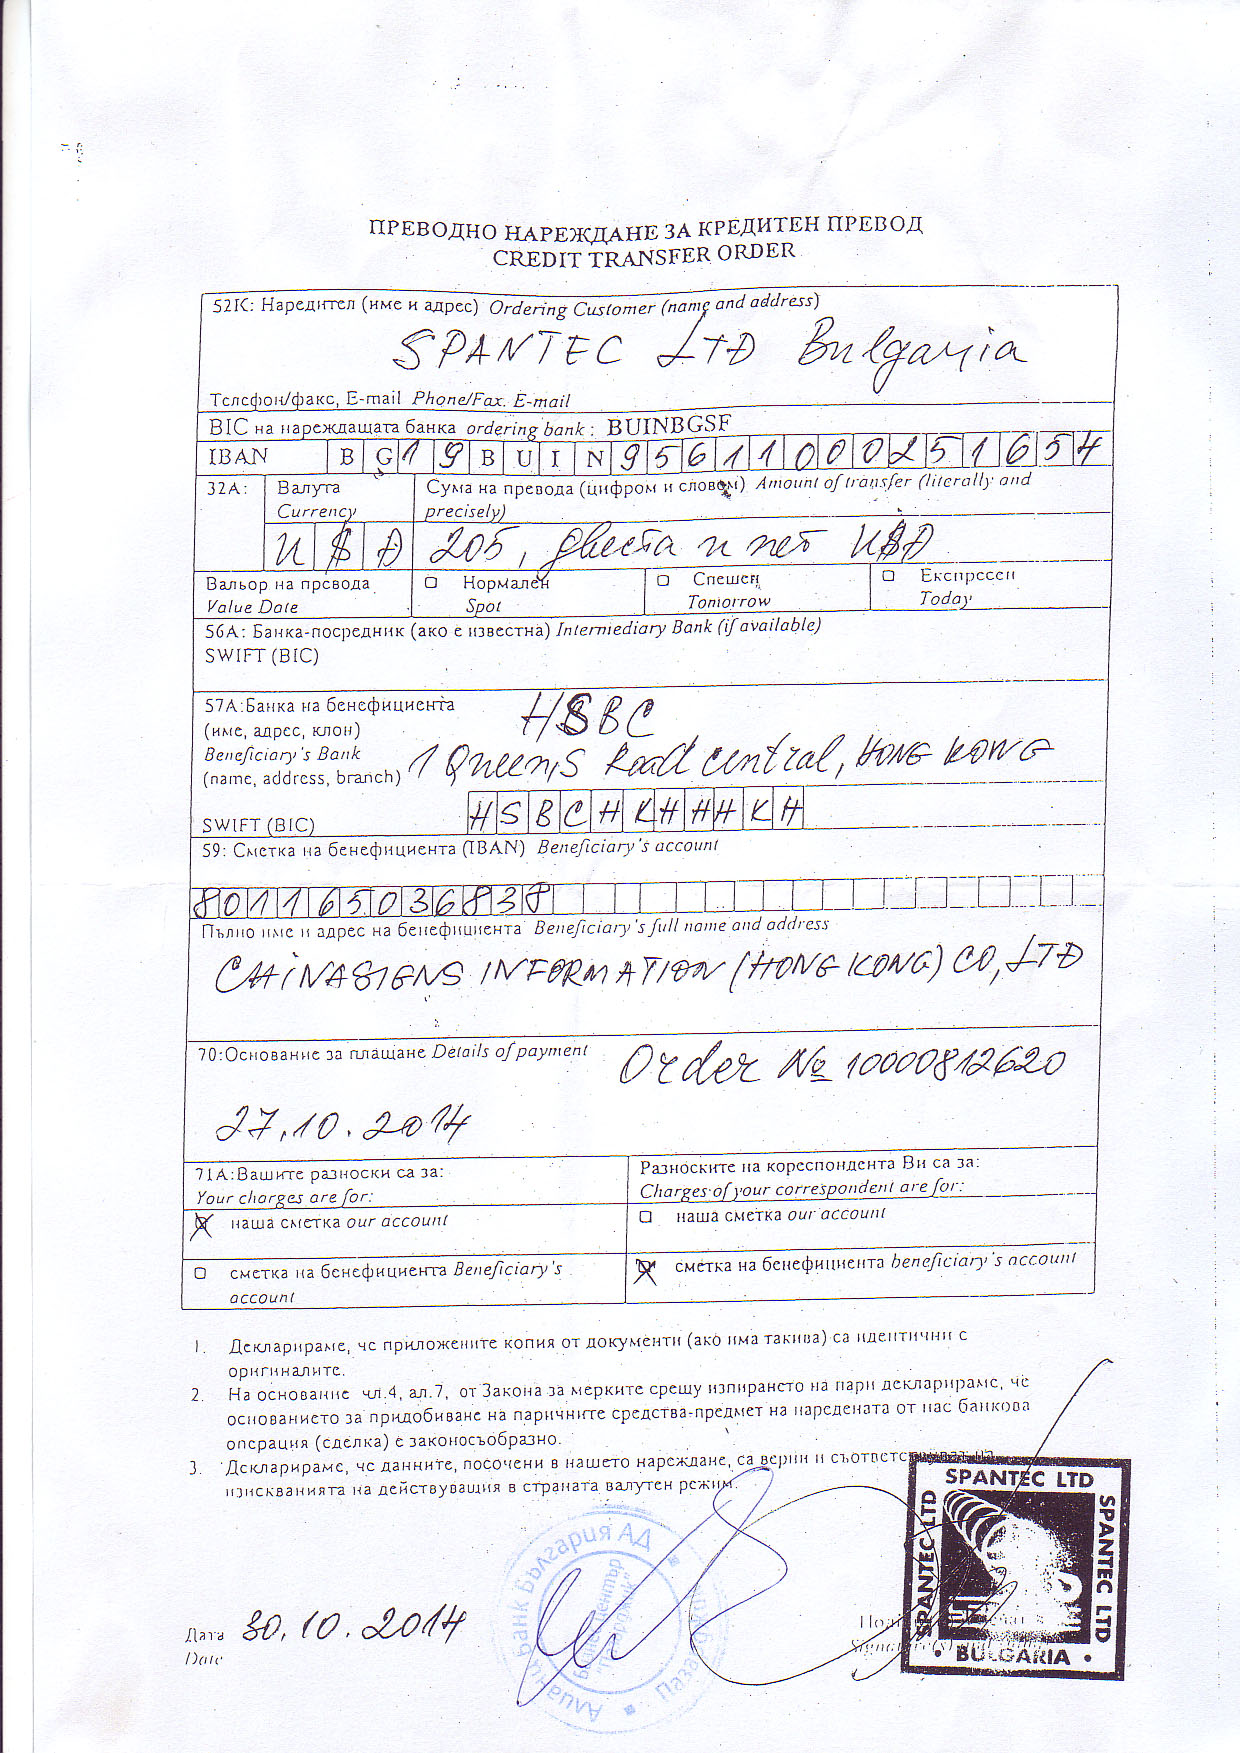 ПРЕВОДНО НАРЕЖДАНЕ ЗА КРЕДИТЕН ПРЕВОД
CREDIT TRANSFER ORDER
52К: Наредител (име и адрес) Ordering Customer (name and address)
SPANTEC LTD Bulgaria
Телефон/факс, E-mail Phone/Fax. E-mail
BIC на нареждащата банка ordering bank: BUINBGSF
IBAN BG19BUIN95611000251654
32А: Валута Сума на превода (цифром и словом) Amount of transfer (literally and
Currency precisely)
USD 205, двеста и пет USD
Вальор на превода Нормален Спешен Експресен
Value Date Spot Tomorrow Today
56А: Банка-посредник (ако е известна) Intermediary Bank (if available)
SWIFT (BIC)
57А:Банка на бенефициента HSBC
(име, адрес, клон)
Beneficiary's Bank
(name, address, branch) 1 Queen,s Road central, HONG KONG
SWIFT (BIC) HSBCHKHHHKH
59: Сметка на бенефициента (IBAN) Beneficiary's account
801165036838
Пълно име и адрес на бенефициента Beneficiary's full name and address
CHINASIGNS INFORMATION (HONG KONG) CO, LTD
70:Основание за плащане Details of payment Order № 10000812620
27.10.2014
71А:Вашите разноски са за: Разноските на кореспондента Ви са за:
Your charges are for: Charges of your correspondent are for:
наша сметка our account наша сметка our account
сметка на бенефициента Beneficiary's сметка на бенефициента beneficiary's account
account
1. Декларираме, че приложените копия от документи (ако има такива) са идентични с
оригиналите.
2. На основание чл.4, ал.7, от Закона за мерките срещу изпирането на пари декларираме, че
основанието за придобиване на паричните средства-предмет на наредената от нас банкова
операция (сделка) е законосъобразно.
3. Декларираме, че данните, посочени в нашето нареждане, са верни и съответствуват на
изискванията на действуващия в страната валутен режим.
SPANTEC LTD
SPANTEC LTD
SPANTEC LTD
• BULGARIA •
Банк България АД
Бизнесцентър
Дата 30.10.2014
Date